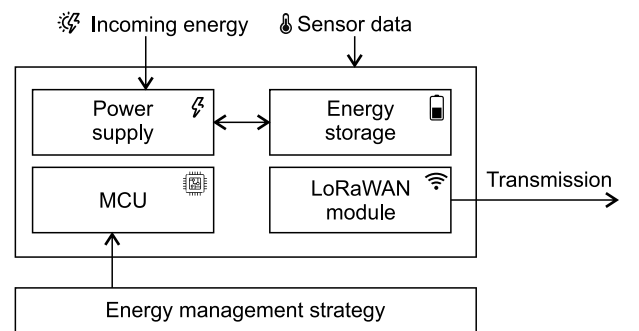 Incoming energy
Sensor data
Power
supply
Energy
storage
MCU
LoRaWAN
module
Transmission
Energy management strategy